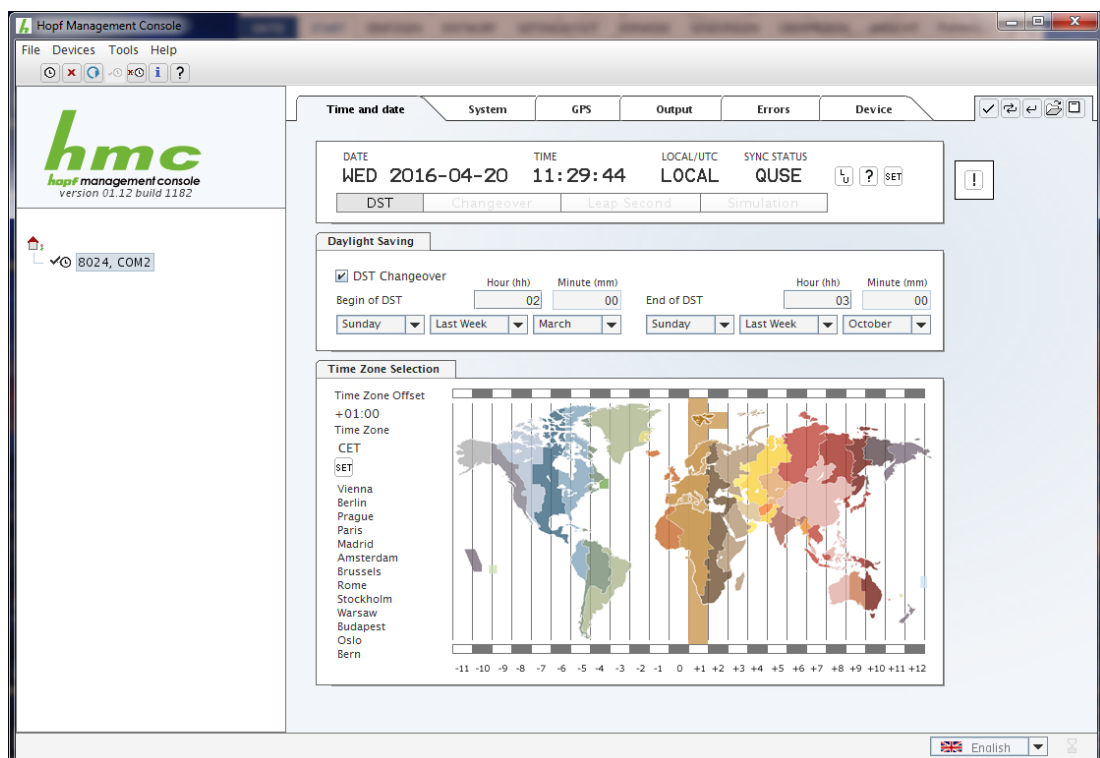 Hopf Management Console
File Devices Tools Help
hmc
hopf management console
version 01.12 build 1182
8024, COM2
Time and date System GPS Output Errors Device
DATE TIME LOCAL/UTC SYNC STATUS
WED 2016-04-20 11:29:44 LOCAL QUSE L U ? SET !
DST Changeover Leap Second Simulation
Daylight Saving
DST Changeover
Hour (hh) Minute (mm) Hour (hh) Minute (mm)
Begin of DST 02 00 End of DST 03 00
Sunday Last Week March Sunday Last Week October
Time Zone Selection
Time Zone Offset
+01:00
Time Zone
CET
SET
Vienna
Berlin
Prague
Paris
Madrid
Amsterdam
Brussels
Rome
Stockholm
Warsaw
Budapest
Oslo
Bern
-11 -10 -9 -8 -7 -6 -5 -4 -3 -2 -1 0 +1 +2 +3 +4 +5 +6 +7 +8 +9 +10 +11 +12
English